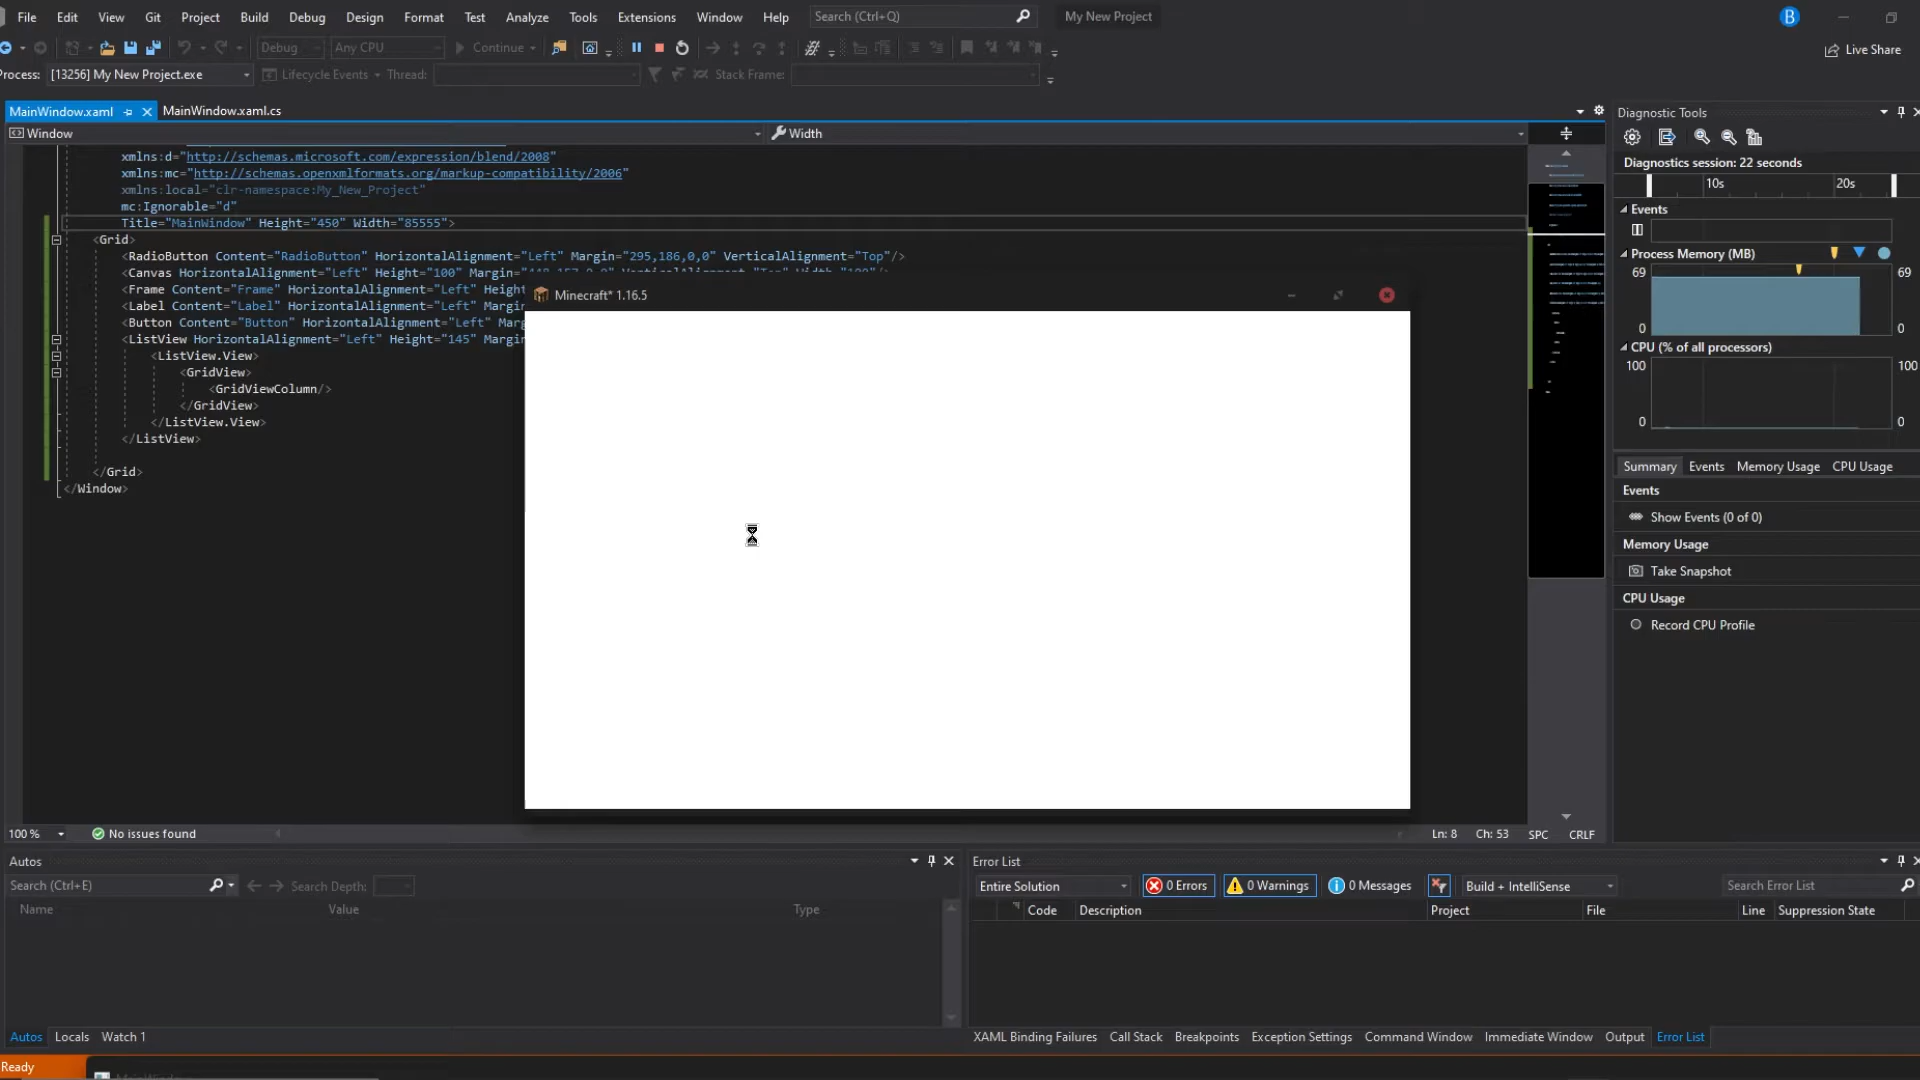 File Edit View Git Project Build Debug Design Format Test Analyze Tools Extensions Window Help Search (Ctrl+Q) My New Project B
Debug Any CPU Continue Live Share
Process: [13256] My New Project.exe Lifecycle Events Thread: Stack Frame:
MainWindow.xaml MainWindow.xaml.cs
Window Width
xmlns:d="http://schemas.microsoft.com/expression/blend/2008"
xmlns:mc="http://schemas.openxmlformats.org/markup-compatibility/2006"
xmlns:local="clr-namespace:My_New_Project"
mc:Ignorable="d"
Title="MainWindow" Height="450" Width="85555">
<Grid>
<RadioButton Content="RadioButton" HorizontalAlignment="Left" Margin="295,186,0,0" VerticalAlignment="Top"/>
<Canvas HorizontalAlignment="Left" Height="100"
<Frame Content="Frame" HorizontalAlignment="Left" Height
<Label Content="Label" HorizontalAlignment="Left"
<Button Content="Button" HorizontalAlignment="Left"
<ListView HorizontalAlignment="Left" Height="145" Margin
<ListView.View>
<GridView>
<GridViewColumn/>
</GridView>
</ListView.View>
</ListView>
</Grid>
</Window>
Minecraft* 1.16.5
100 % No issues found Ln: 8 Ch: 53 SPC CRLF
Diagnostic Tools
Diagnostics session: 22 seconds
10s 20s
Events
Process Memory (MB)
69 69
0 0
CPU (% of all processors)
100 100
0 0
Summary Events Memory Usage CPU Usage
Events
Show Events (0 of 0)
Memory Usage
Take Snapshot
CPU Usage
Record CPU Profile
Autos
Search (Ctrl+E) Search Depth:
Name Value Type
Autos Locals Watch 1
Error List
Entire Solution 0 Errors 0 Warnings 0 Messages Build + IntelliSense Search Error List
Code Description Project File Line Suppression State
XAML Binding Failures Call Stack Breakpoints Exception Settings Command Window Immediate Window Output Error List
Ready